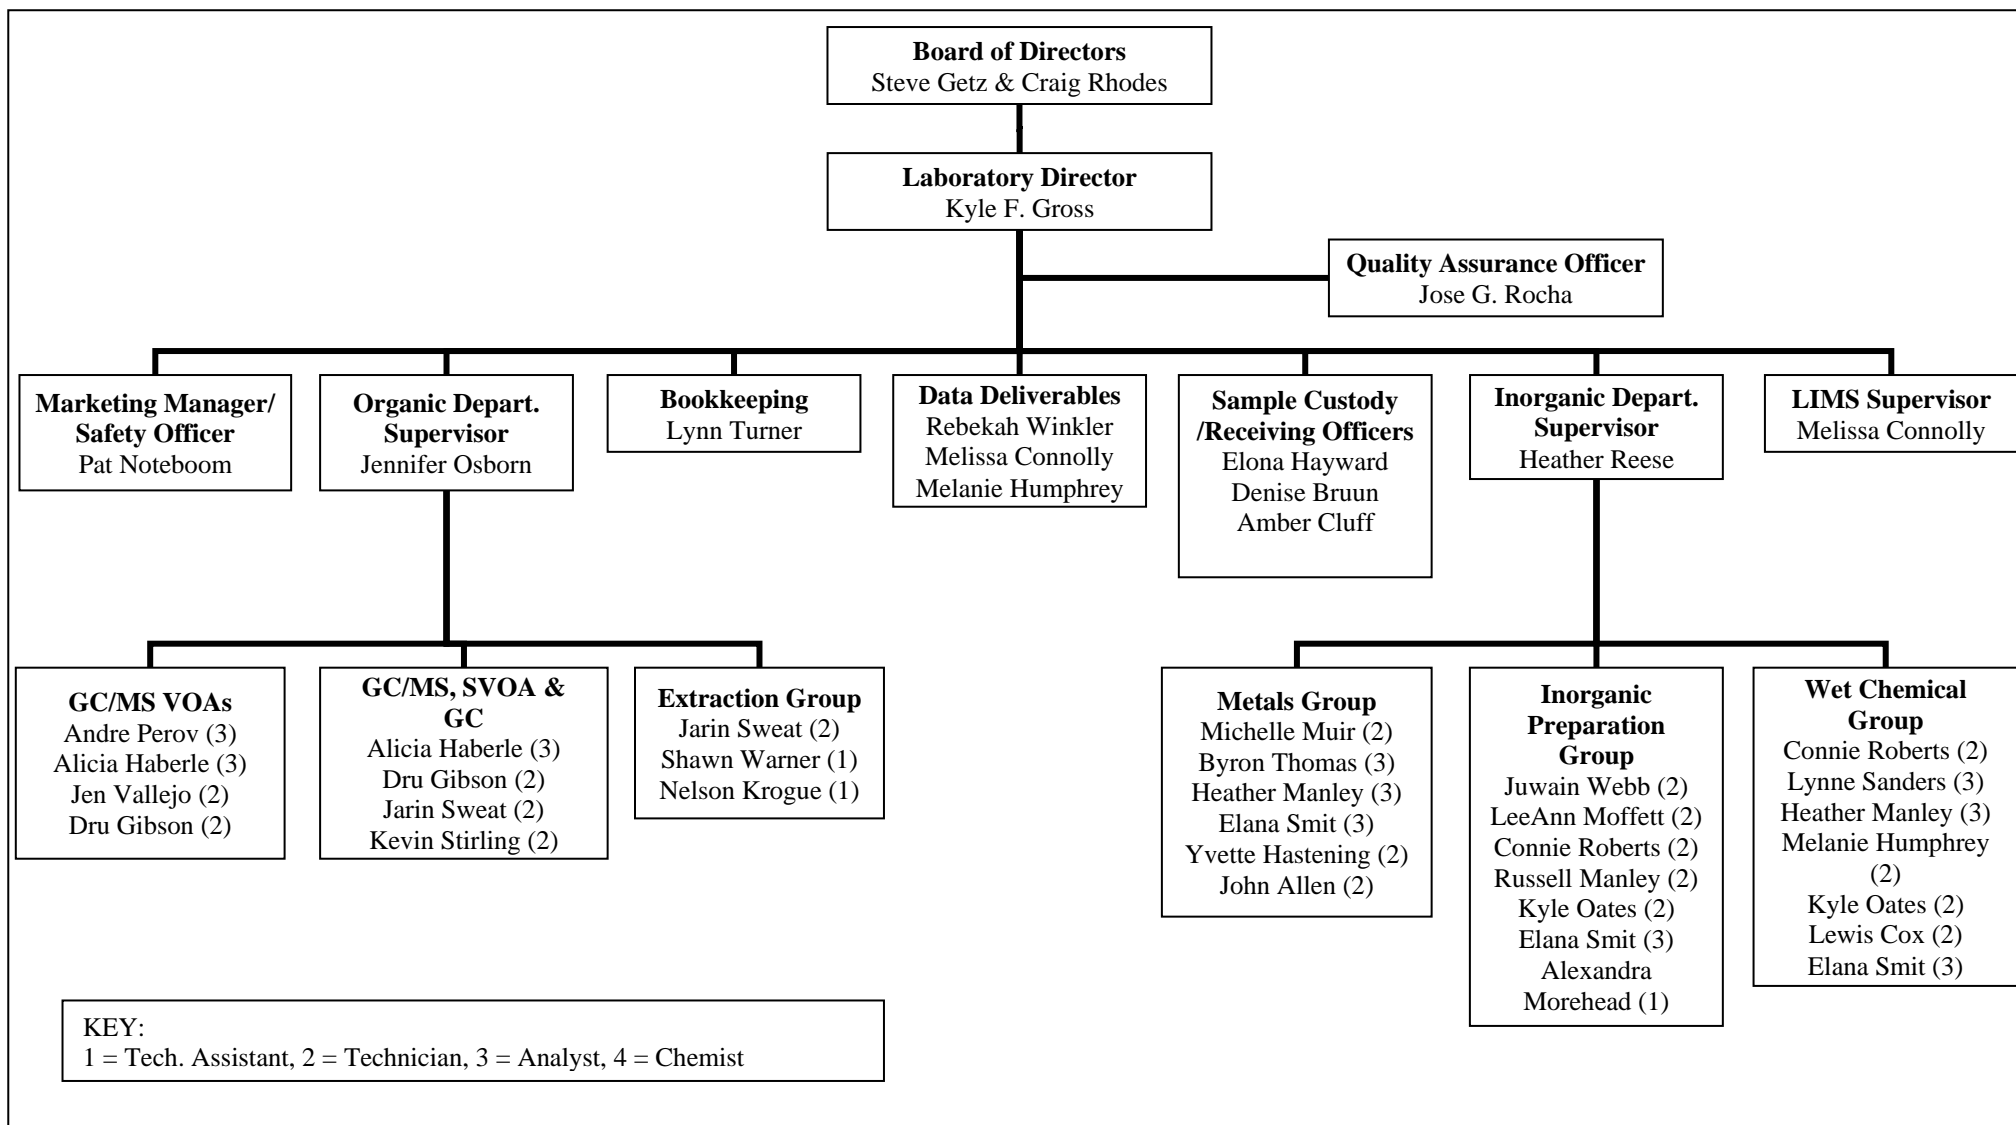 Board of Directors
Steve Getz & Craig Rhodes
Laboratory Director
Kyle F. Gross
Quality Assurance Officer
Jose G. Rocha
Marketing Manager/
Safety Officer
Pat Noteboom
Organic Depart.
Supervisor
Jennifer Osborn
Bookkeeping
Lynn Turner
Data Deliverables
Rebekah Winkler
Melissa Connolly
Melanie Humphrey
Sample Custody
/Receiving Officers
Elona Hayward
Denise Bruun
Amber Cluff
Inorganic Depart.
Supervisor
Heather Reese
LIMS Supervisor
Melissa Connolly
GC/MS VOAs
Andre Perov (3)
Alicia Haberle (3)
Jen Vallejo (2)
Dru Gibson (2)
GC/MS, SVOA &
GC
Alicia Haberle (3)
Dru Gibson (2)
Jarin Sweat (2)
Kevin Stirling (2)
Extraction Group
Jarin Sweat (2)
Shawn Warner (1)
Nelson Krogue (1)
Metals Group
Michelle Muir (2)
Byron Thomas (3)
Heather Manley (3)
Elana Smit (3)
Yvette Hastening (2)
John Allen (2)
Inorganic
Preparation
Group
Juwain Webb (2)
LeeAnn Moffett (2)
Connie Roberts (2)
Russell Manley (2)
Kyle Oates (2)
Elana Smit (3)
Alexandra
Morehead (1)
Wet Chemical
Group
Connie Roberts (2)
Lynne Sanders (3)
Heather Manley (3)
Melanie Humphrey
(2)
Kyle Oates (2)
Lewis Cox (2)
Elana Smit (3)
KEY:
1 = Tech. Assistant, 2 = Technician, 3 = Analyst, 4 = Chemist